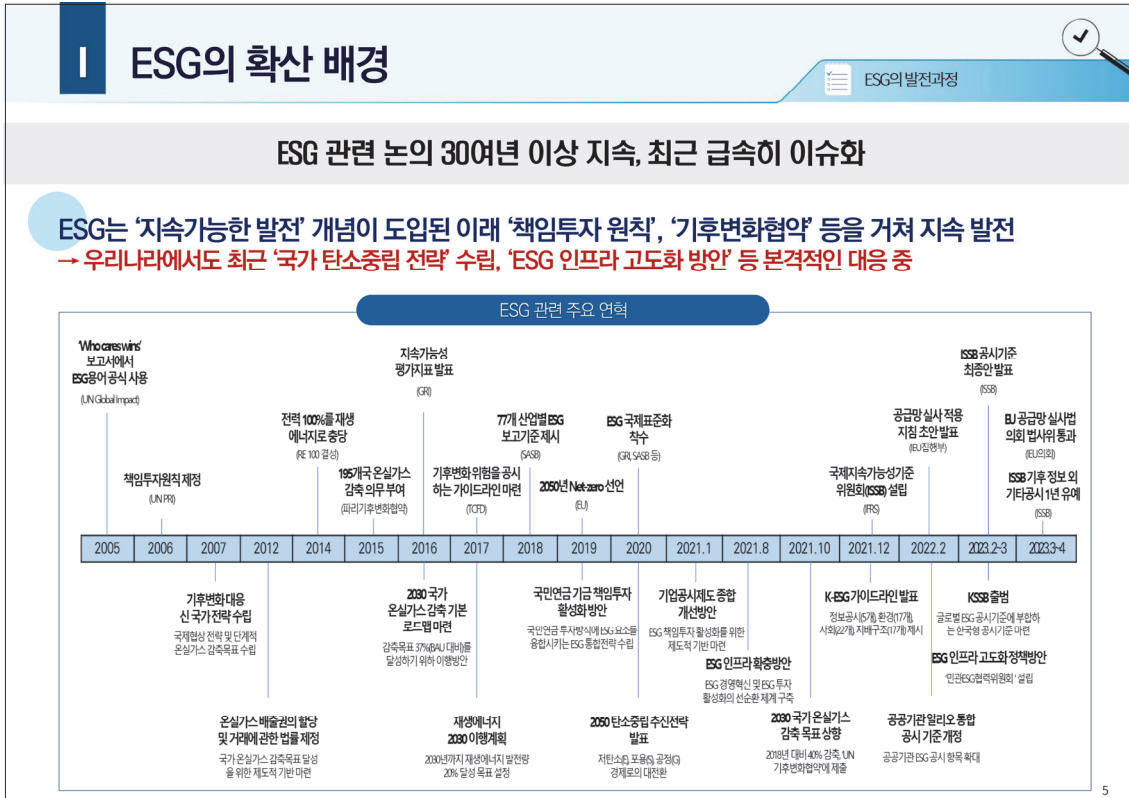 I
ESG의 확산 배경
ESG의 발전과정
ESG 관련 논의 30여년 이상 지속, 최근 급속히 이슈화
ESG는 ‘지속가능한 발전’ 개념이 도입된 이래 ‘책임투자 원칙’, ‘기후변화협약’ 등을 거쳐 지속 발전
→ 우리나라에서도 최근 ‘국가 탄소중립 전략’ 수립, ‘ESG 인프라 고도화 방안’ 등 본격적인 대응 중
ESG 관련 주요 연혁
‘Who cares wins’
보고서에서
ESG용어 공식 사용
(UN Global Impact)
책임투자원칙 제정
(UN PRI)
전력 100%를 재생
에너지로 충당
(RE 100 결성)
195개국 온실가스
감축 의무 부여
(파리기후변화협약)
지속가능성
평가지표 발표
(GRI)
기후변화 위험을 공시
하는 가이드라인 마련
(TCFD)
77개 산업별 ESG
보고기준 제시
(SASB)
2050년 Net-zero 선언
(EU)
ESG 국제표준화
착수
(GRI, SASB 등)
국제지속가능성기준
위원회(ISSB) 설립
(IFRS)
공급망 실사 적용
지침 초안 발표
(EU집행부)
ISSB 공시기준
최종안 발표
(ISSB)
EU 공급망 실사법
의회 법사위 통과
(EU의회)
ISSB 기후 정보 외
기타공시 1년 유예
(ISSB)
2005 2006 2007 2012 2014 2015 2016 2017 2018 2019 2020 2021.1 2021.8 2021.10 2021.12 2022.2 2023.2-3 2023.3-4
기후변화 대응
신 국가전략 수립
국제협상 전략 및 단계적
온실가스 감축목표 수립
온실가스 배출권의 할당
및 거래에 관한 법률 제정
국가 온실가스 감축목표 달성
을 위한 제도적 기반 마련
2030 국가
온실가스 감축 기본
로드맵 마련
감축목표 37%(BAU 대비)를
달성하기 위하 이행방안
재생에너지
2030 이행계획
2030년까지 재생에너지 발전량
20% 달성 목표 설정
국민연금 기금 책임투자
활성화 방안
국민연금 투자방식에 ESG 요소를
융합시키는 ESG 통합전략 수립
2050 탄소중립 추진전략
발표
저탄소(E), 포용(S), 공정(G)
경제로의 대전환
기업공시제도 종합
개선방안
ESG 책임투자 활성화를 위한
제도적 기반 마련
ESG 인프라 확충방안
ESG 경영혁신 및 ESG 투자
활성화의 선순환 체계 구축
2030 국가 온실가스
감축 목표 상향
2018년 대비 40% 감축, ‘UN
기후변화협약’에 제출
K-ESG 가이드라인 발표
정보공시(5개), 환경(17개),
사회(22개), 지배구조(17개) 제시
공공기관 알리오 통합
공시 기준 개정
공공기관 ESG 공시 항목 확대
KSSB 출범
글로벌 ESG 공시기준에 부합하
는 한국형 공시기준 마련
ESG 인프라 고도화 정책방안
‘민관ESG협력위원회’ 설립
5